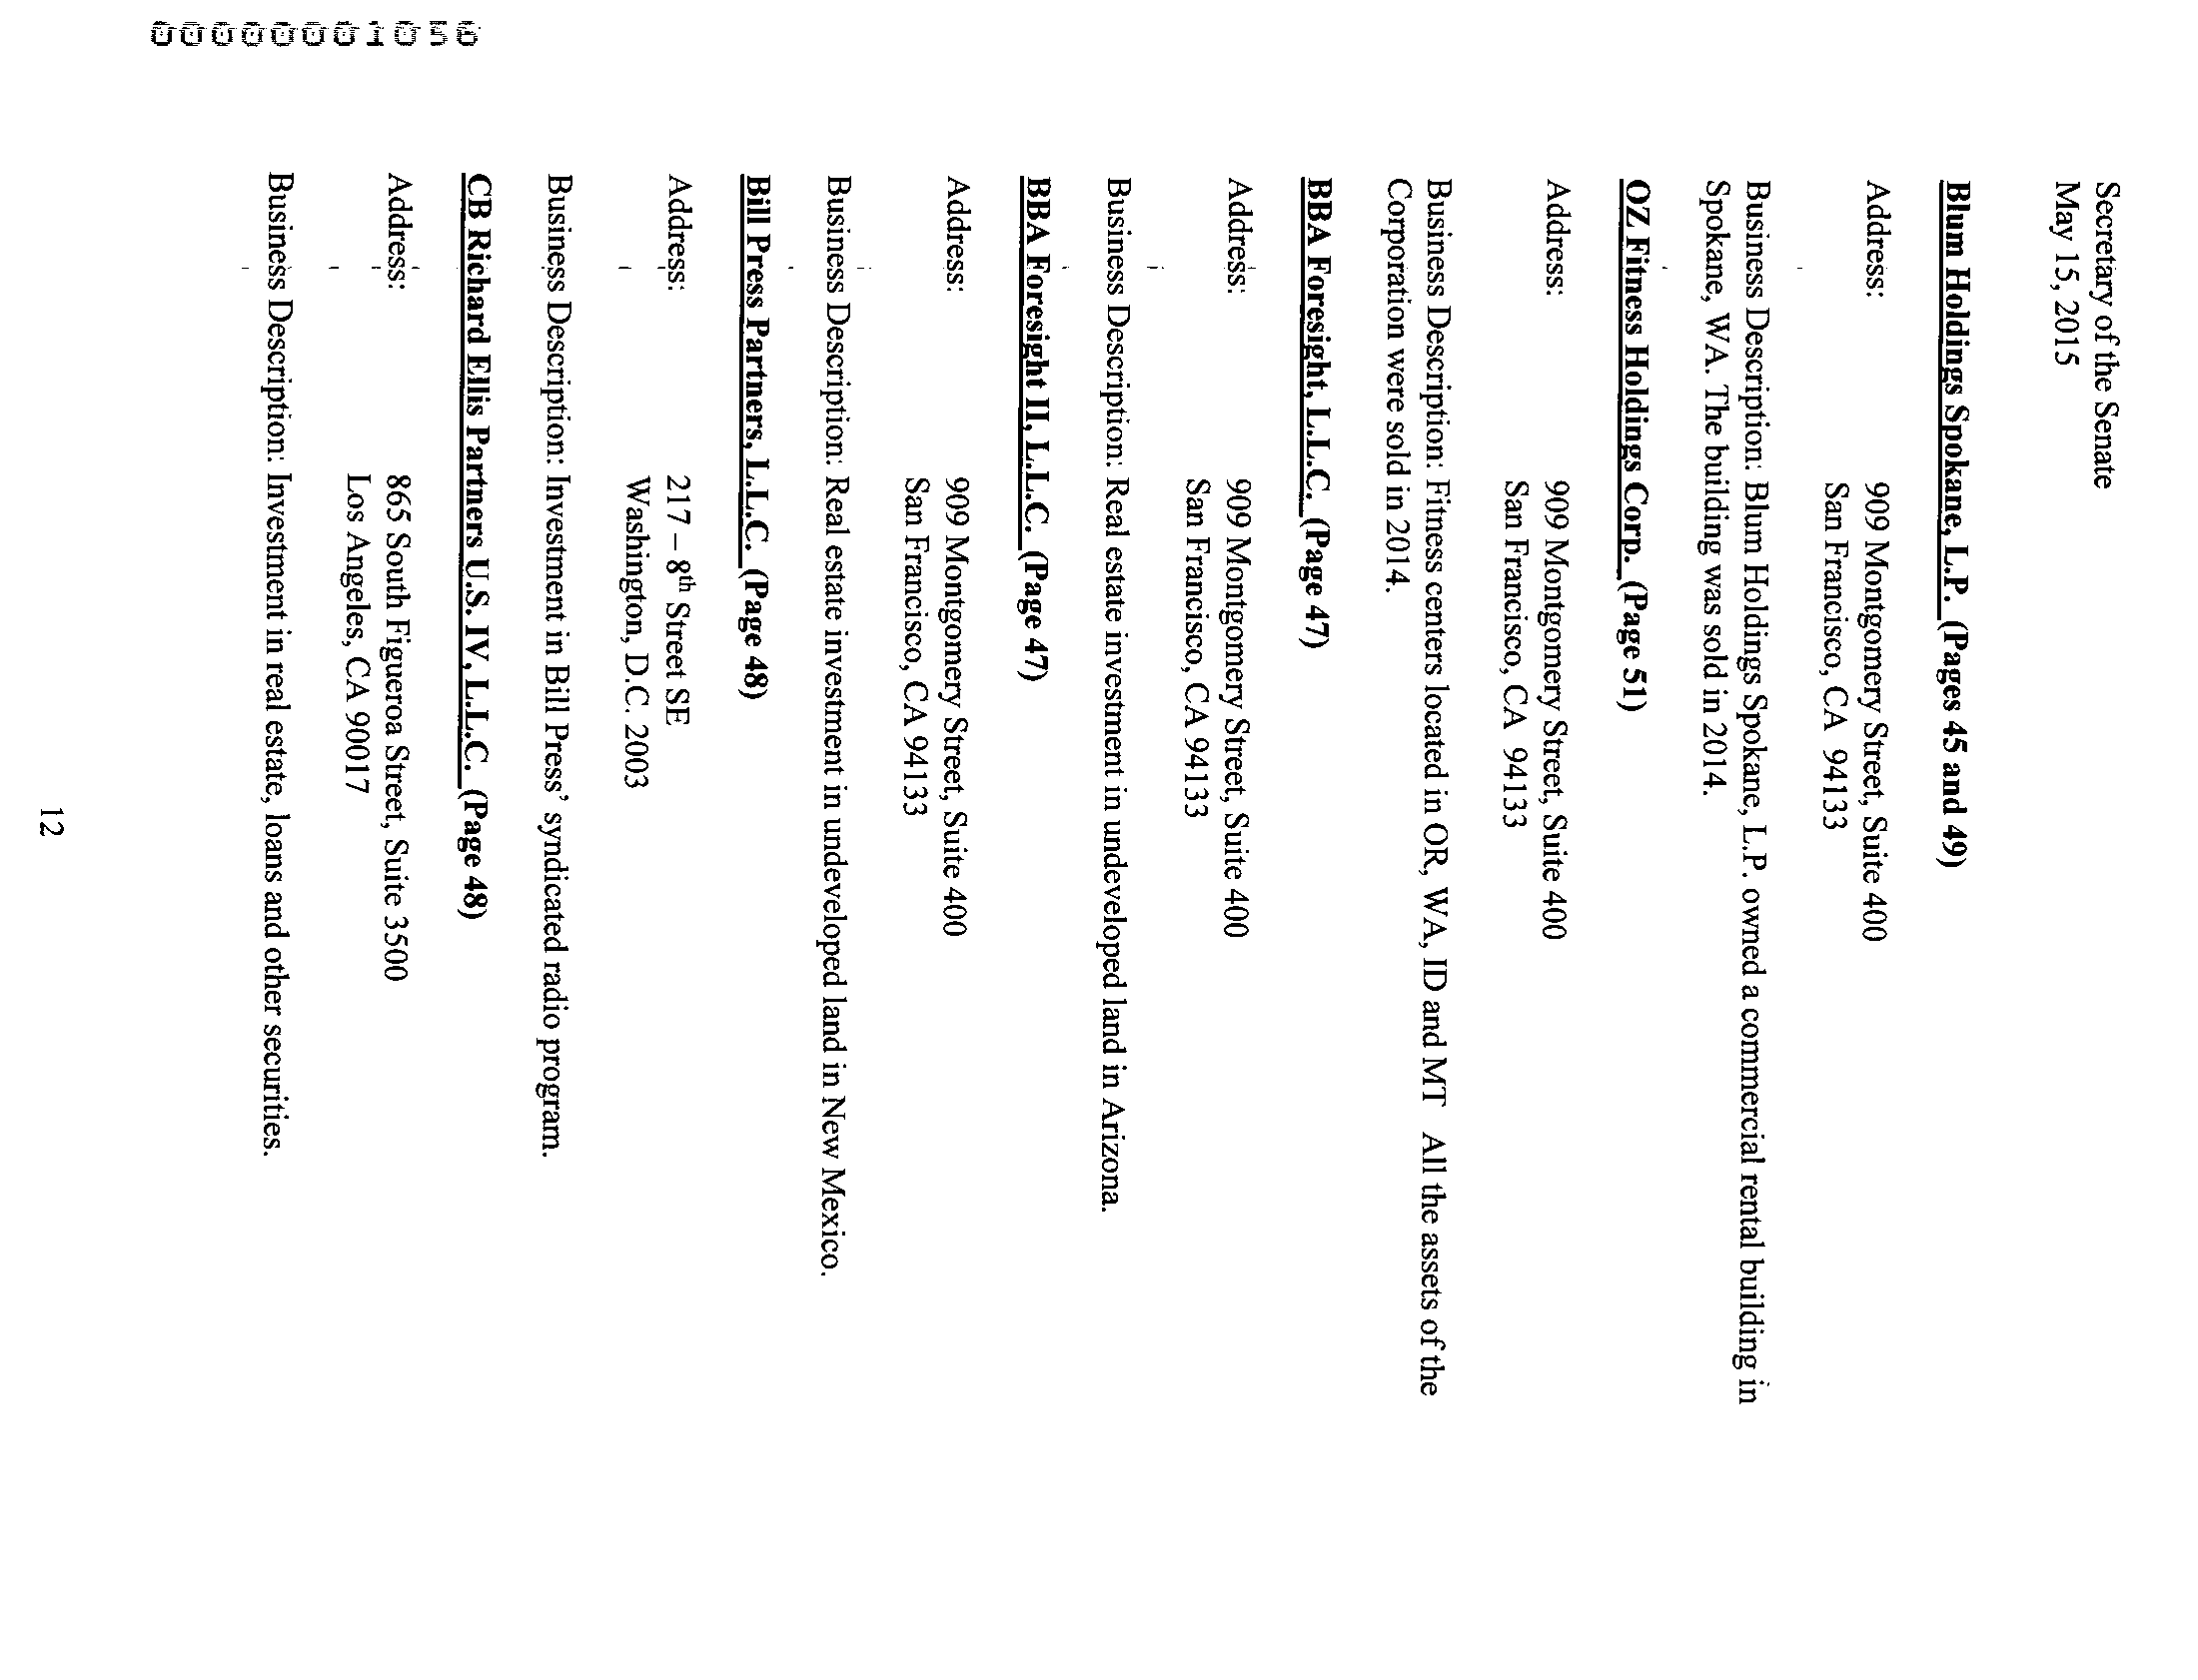 Secretary of the Senate
May 15, 2015
Blum Holdings Spokane, L.P. (Pages 45 and 49)
Address: 909 Montgomery Street, Suite 400
San Francisco, CA 94133
Business Description: Blum Holdings Spokane, L.P. owned a commercial rental building in
Spokane, WA. The building was sold in 2014.
OZ Fitness Holdings Corp. (Page 51)
Address: 909 Montgomery Street, Suite 400
San Francisco, CA 94133
Business Description: Fitness centers located in OR, WA, ID and MT All the assets of the
Corporation were sold in 2014.
BBA Foresight, L.L.C. (Page 47)
Address: 909 Montgomery Street, Suite 400
San Francisco, CA 94133
Business Description: Real estate investment in undeveloped land in Arizona.
BBA Foresight II, L.L.C. (Page 47)
Address: 909 Montgomery Street, Suite 400
San Francisco, CA 94133
Business Description: Real estate investment in undeveloped land in New Mexico.
Bill Press Partners, L.L.C. (Page 48)
Address: 217 – 8th Street SE
Washington, D.C. 2003
Business Description: Investment in Bill Press’ syndicated radio program.
CB Richard Ellis Partners U.S. IV, L.L.C. (Page 48)
Address: 865 South Figueroa Street, Suite 3500
Los Angeles, CA 90017
Business Description: Investment in real estate, loans and other securities.
12
00000001056